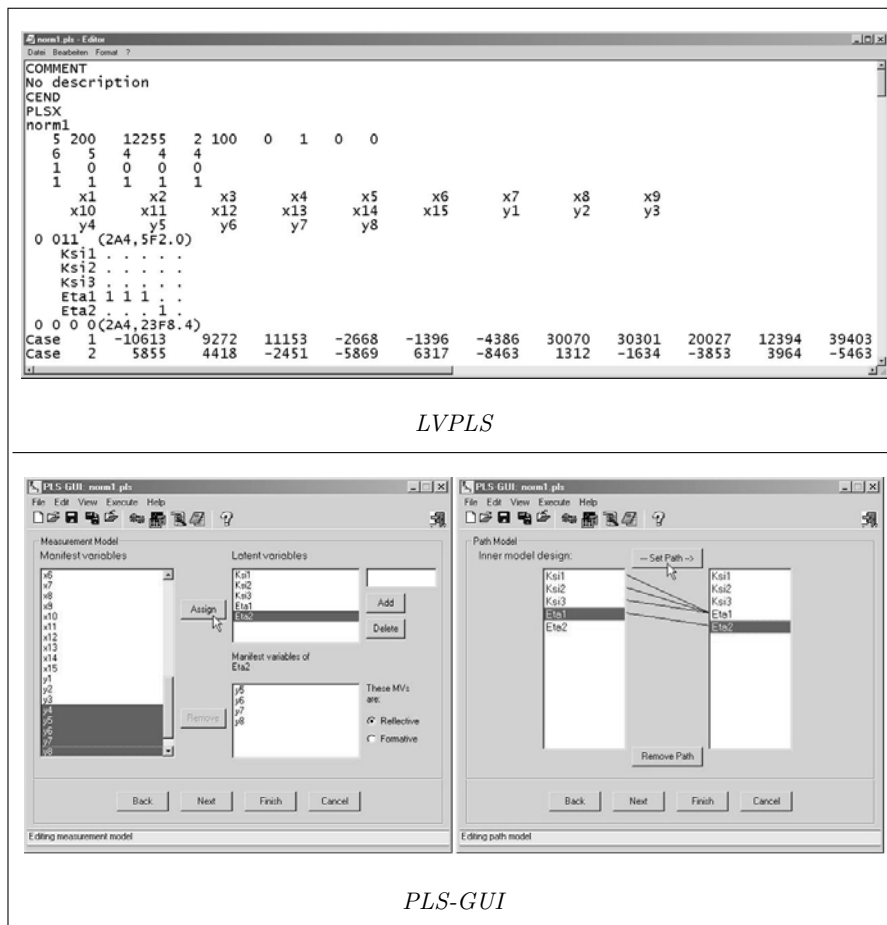 norm1.pls - Editor
Datei Bearbeiten Format ?
COMMENT
No description
CEND
PLSX
norm1
5 200 12255 2 100 0 1 0 0
6 5 4 4 4
1 0 0 0 0
1 1 1 1 1
x1 x2 x3 x4 x5 x6 x7 x8 x9
x10 x11 x12 x13 x14 x15 y1 y2 y3
y4 y5 y6 y7 y8
0 011 (2A4,5F2.0)
Ksi1 . . . . .
Ksi2 . . . . .
Ksi3 . . . . .
Eta1 1 1 1 . .
Eta2 . . . 1 .
0 0 0 0(2A4,23F8.4)
Case 1 -10613 9272 11153 -2668 -1396 -4386 30070 30301 20027 12394 39403
Case 2 5855 4418 -2451 -5869 6317 -8463 1312 -1634 -3853 3964 -5463
LVPLS
PLS-GUI: norm1.pls
File Edit View Execute Help
Measurement Model
Manifest variables
x6
x7
x8
x9
x10
x11
x12
x13
x14
x15
y1
y2
y3
y4
y5
y6
y7
y8
Assign
Remove
Latent variables
Ksi1
Ksi2
Ksi3
Eta1
Eta2
Add
Delete
Manifest variables of
Eta2
y5
y6
y7
y8
These MVs
are:
Reflective
Formative
Back Next Finish Cancel
Editing measurement model
PLS-GUI: norm1.pls
File Edit View Execute Help
Path Model
Inner model design:
--- Set Path -->
Ksi1
Ksi2
Ksi3
Eta1
Eta2
Ksi1
Ksi2
Ksi3
Eta1
Eta2
Remove Path
Back Next Finish Cancel
Editing path model
PLS-GUI